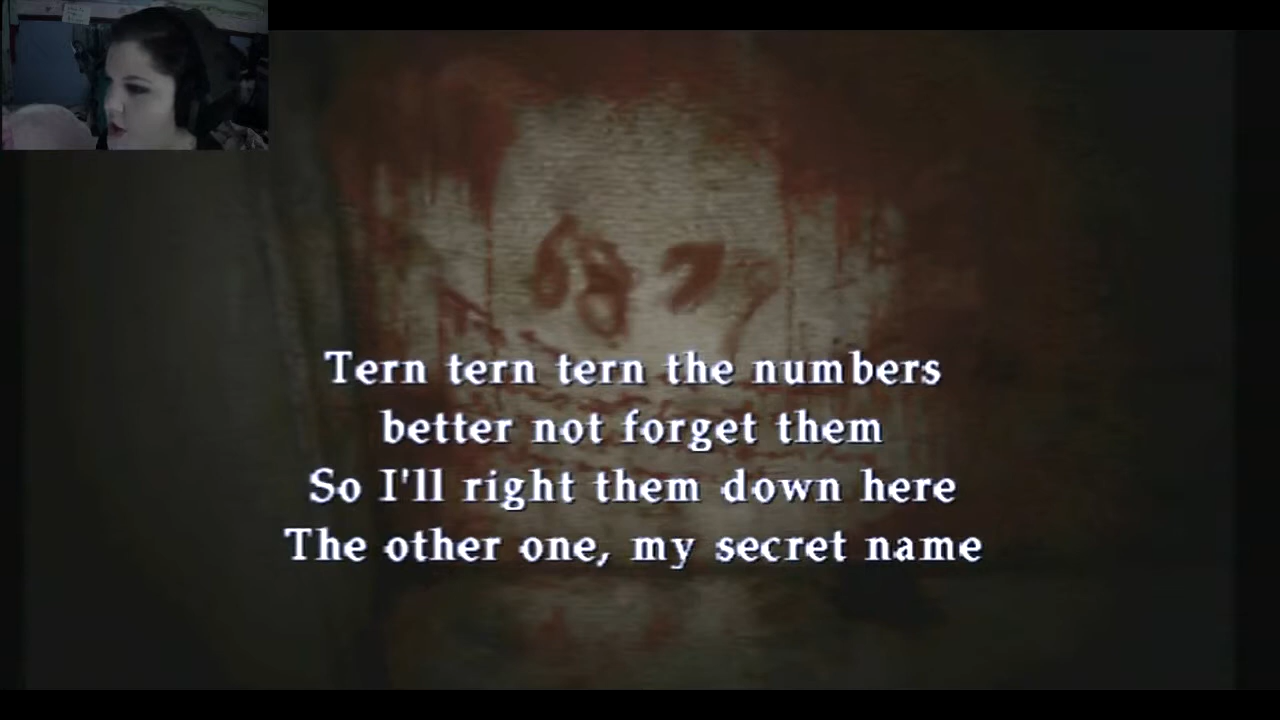 Tern tern tern the numbers
better not forget them
So I'll right them down here
The other one, my secret name